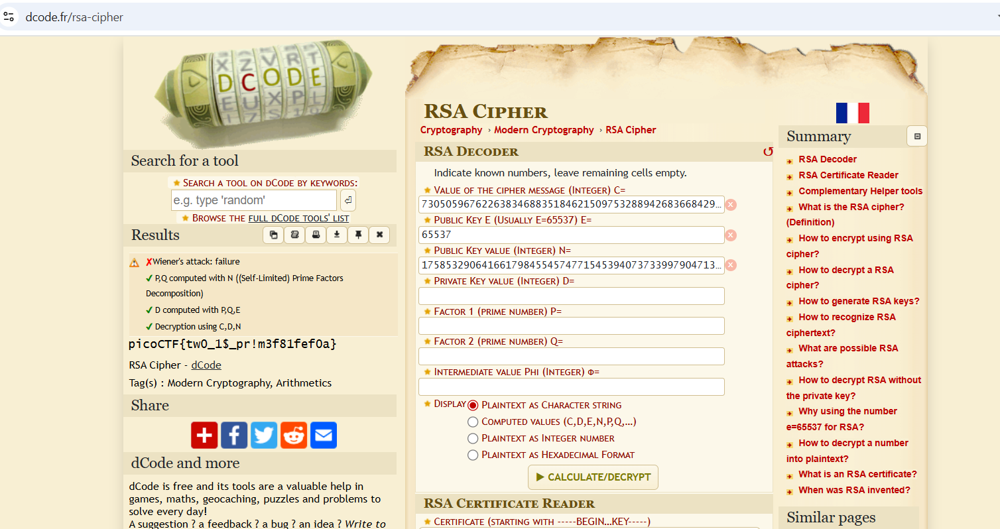 dcode.fr/rsa-cipher
X Z V R T
D C O D E
E U X P L
Search for a tool
★ Search a tool on dCode by keywords:
e.g. type 'random'
★ Browse the full dCode tools' list
Results
✘Wiener's attack: failure
✓ P,Q computed with N ((Self-Limited) Prime Factors
Decomposition)
✓ D computed with P,Q,E
✓ Decryption using C,D,N
picoCTF{tw0_1$_pr!m3f81fef0a}
RSA Cipher - dCode
Tag(s) : Modern Cryptography, Arithmetics
Share
dCode and more
dCode is free and its tools are a valuable help in
games, maths, geocaching, puzzles and problems to
solve every day!
A suggestion ? a feedback ? a bug ? an idea ? Write to
RSA Cipher
Cryptography › Modern Cryptography › RSA Cipher
RSA Decoder
Indicate known numbers, leave remaining cells empty.
★ Value of the cipher message (Integer) C=
73050596762263834688351846215097532889426836684 29...
★ Public Key E (Usually E=65537) E=
65537
★ Public Key value (Integer) N=
1758532906416617984554574771545394073733997904713...
★ Private Key value (Integer) D=
★ Factor 1 (prime number) P=
★ Factor 2 (prime number) Q=
★ Intermediate value Phi (Integer) Φ=
★ Display Plaintext as Character string
Computed values (C,D,E,N,P,Q,...)
Plaintext as Integer number
Plaintext as Hexadecimal Format
▶ CALCULATE/DECRYPT
RSA Certificate Reader
★ Certificate (starting with -----BEGIN...KEY-----)
Summary
RSA Decoder
RSA Certificate Reader
Complementary Helper tools
What is the RSA cipher?
(Definition)
How to encrypt using RSA
cipher?
How to decrypt a RSA
cipher?
How to generate RSA keys?
How to recognize RSA
ciphertext?
What are possible RSA
attacks?
How to decrypt RSA without
the private key?
Why using the number
e=65537 for RSA?
How to decrypt a number
into plaintext?
What is an RSA certificate?
When was RSA invented?
Similar pages